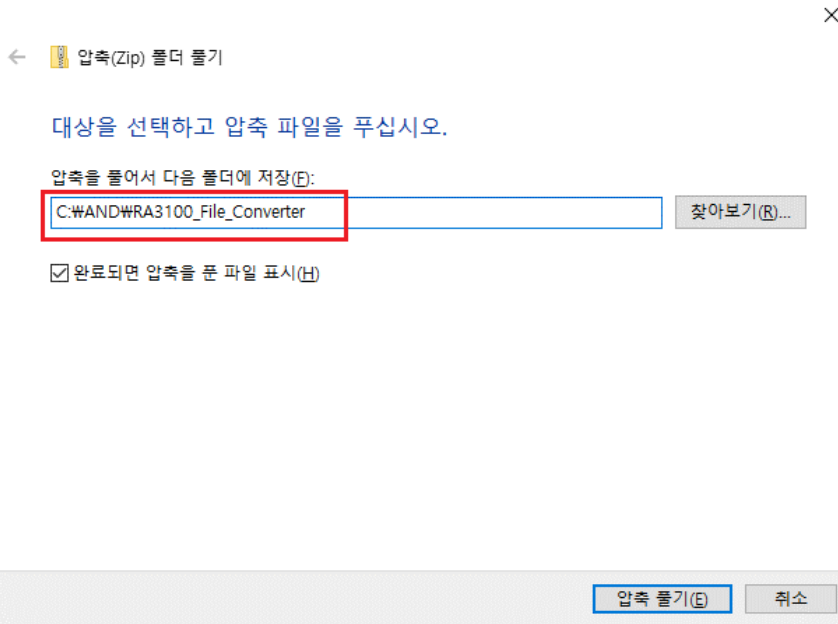 압축(Zip) 폴더 풀기
대상을 선택하고 압축 파일을 푸십시오.
압축을 풀어서 다음 폴더에 저장(F):
C:₩AND₩RA3100_File_Converter
찾아보기(R)...
완료되면 압축을 푼 파일 표시(H)
압축 풀기(E)
취소